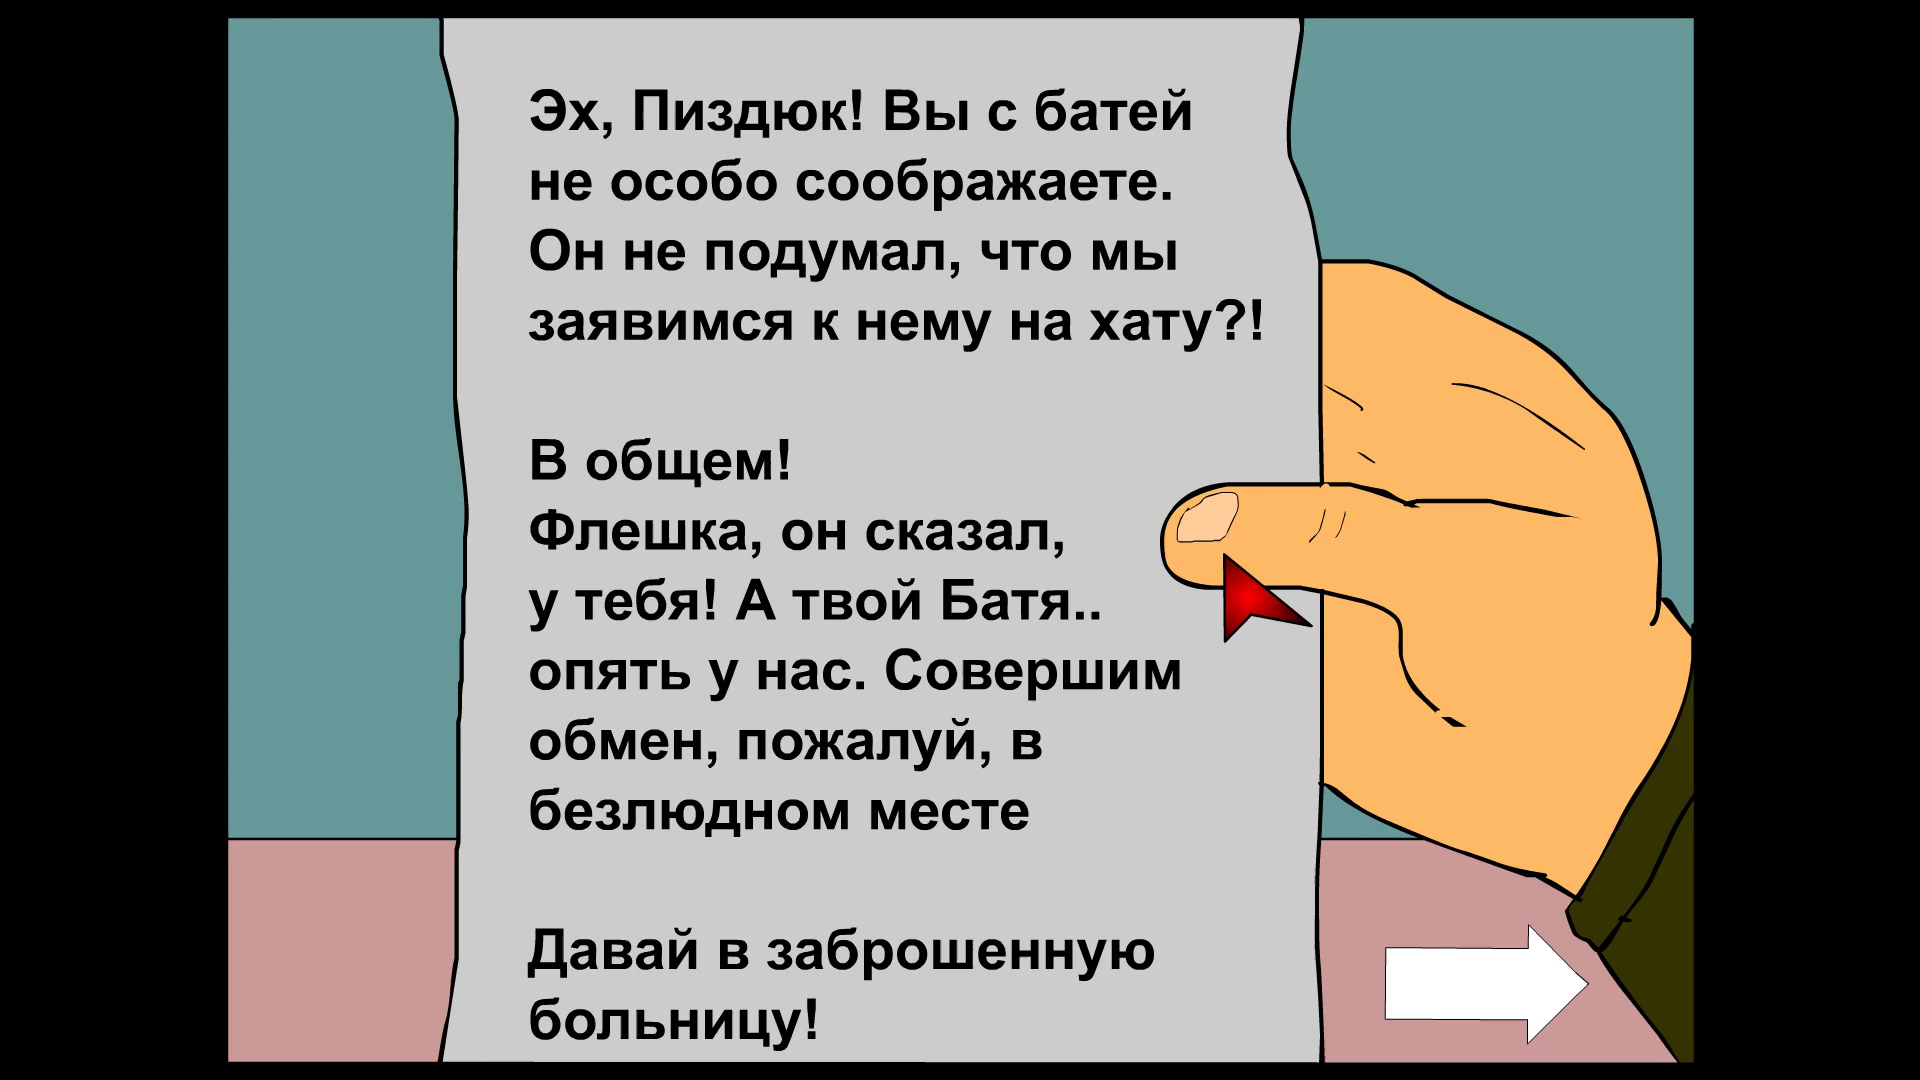 Эх, Пиздюк! Вы с батей
не особо соображаете.
Он не подумал, что мы
заявимся к нему на хату?!
В общем!
Флешка, он сказал,
у тебя! А твой Батя..
опять у нас. Совершим
обмен, пожалуй, в
безлюдном месте
Давай в заброшенную
больницу!